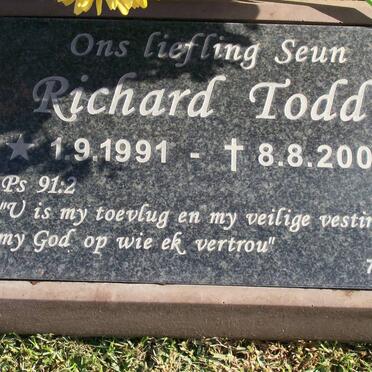 Ons liefling Seun
Richard Todd
★ 1.9.1991 - ✝ 8.8.200
Ps 91:2
"U is my toevlug en my veilige vestin
my God op wie ek vertrou"